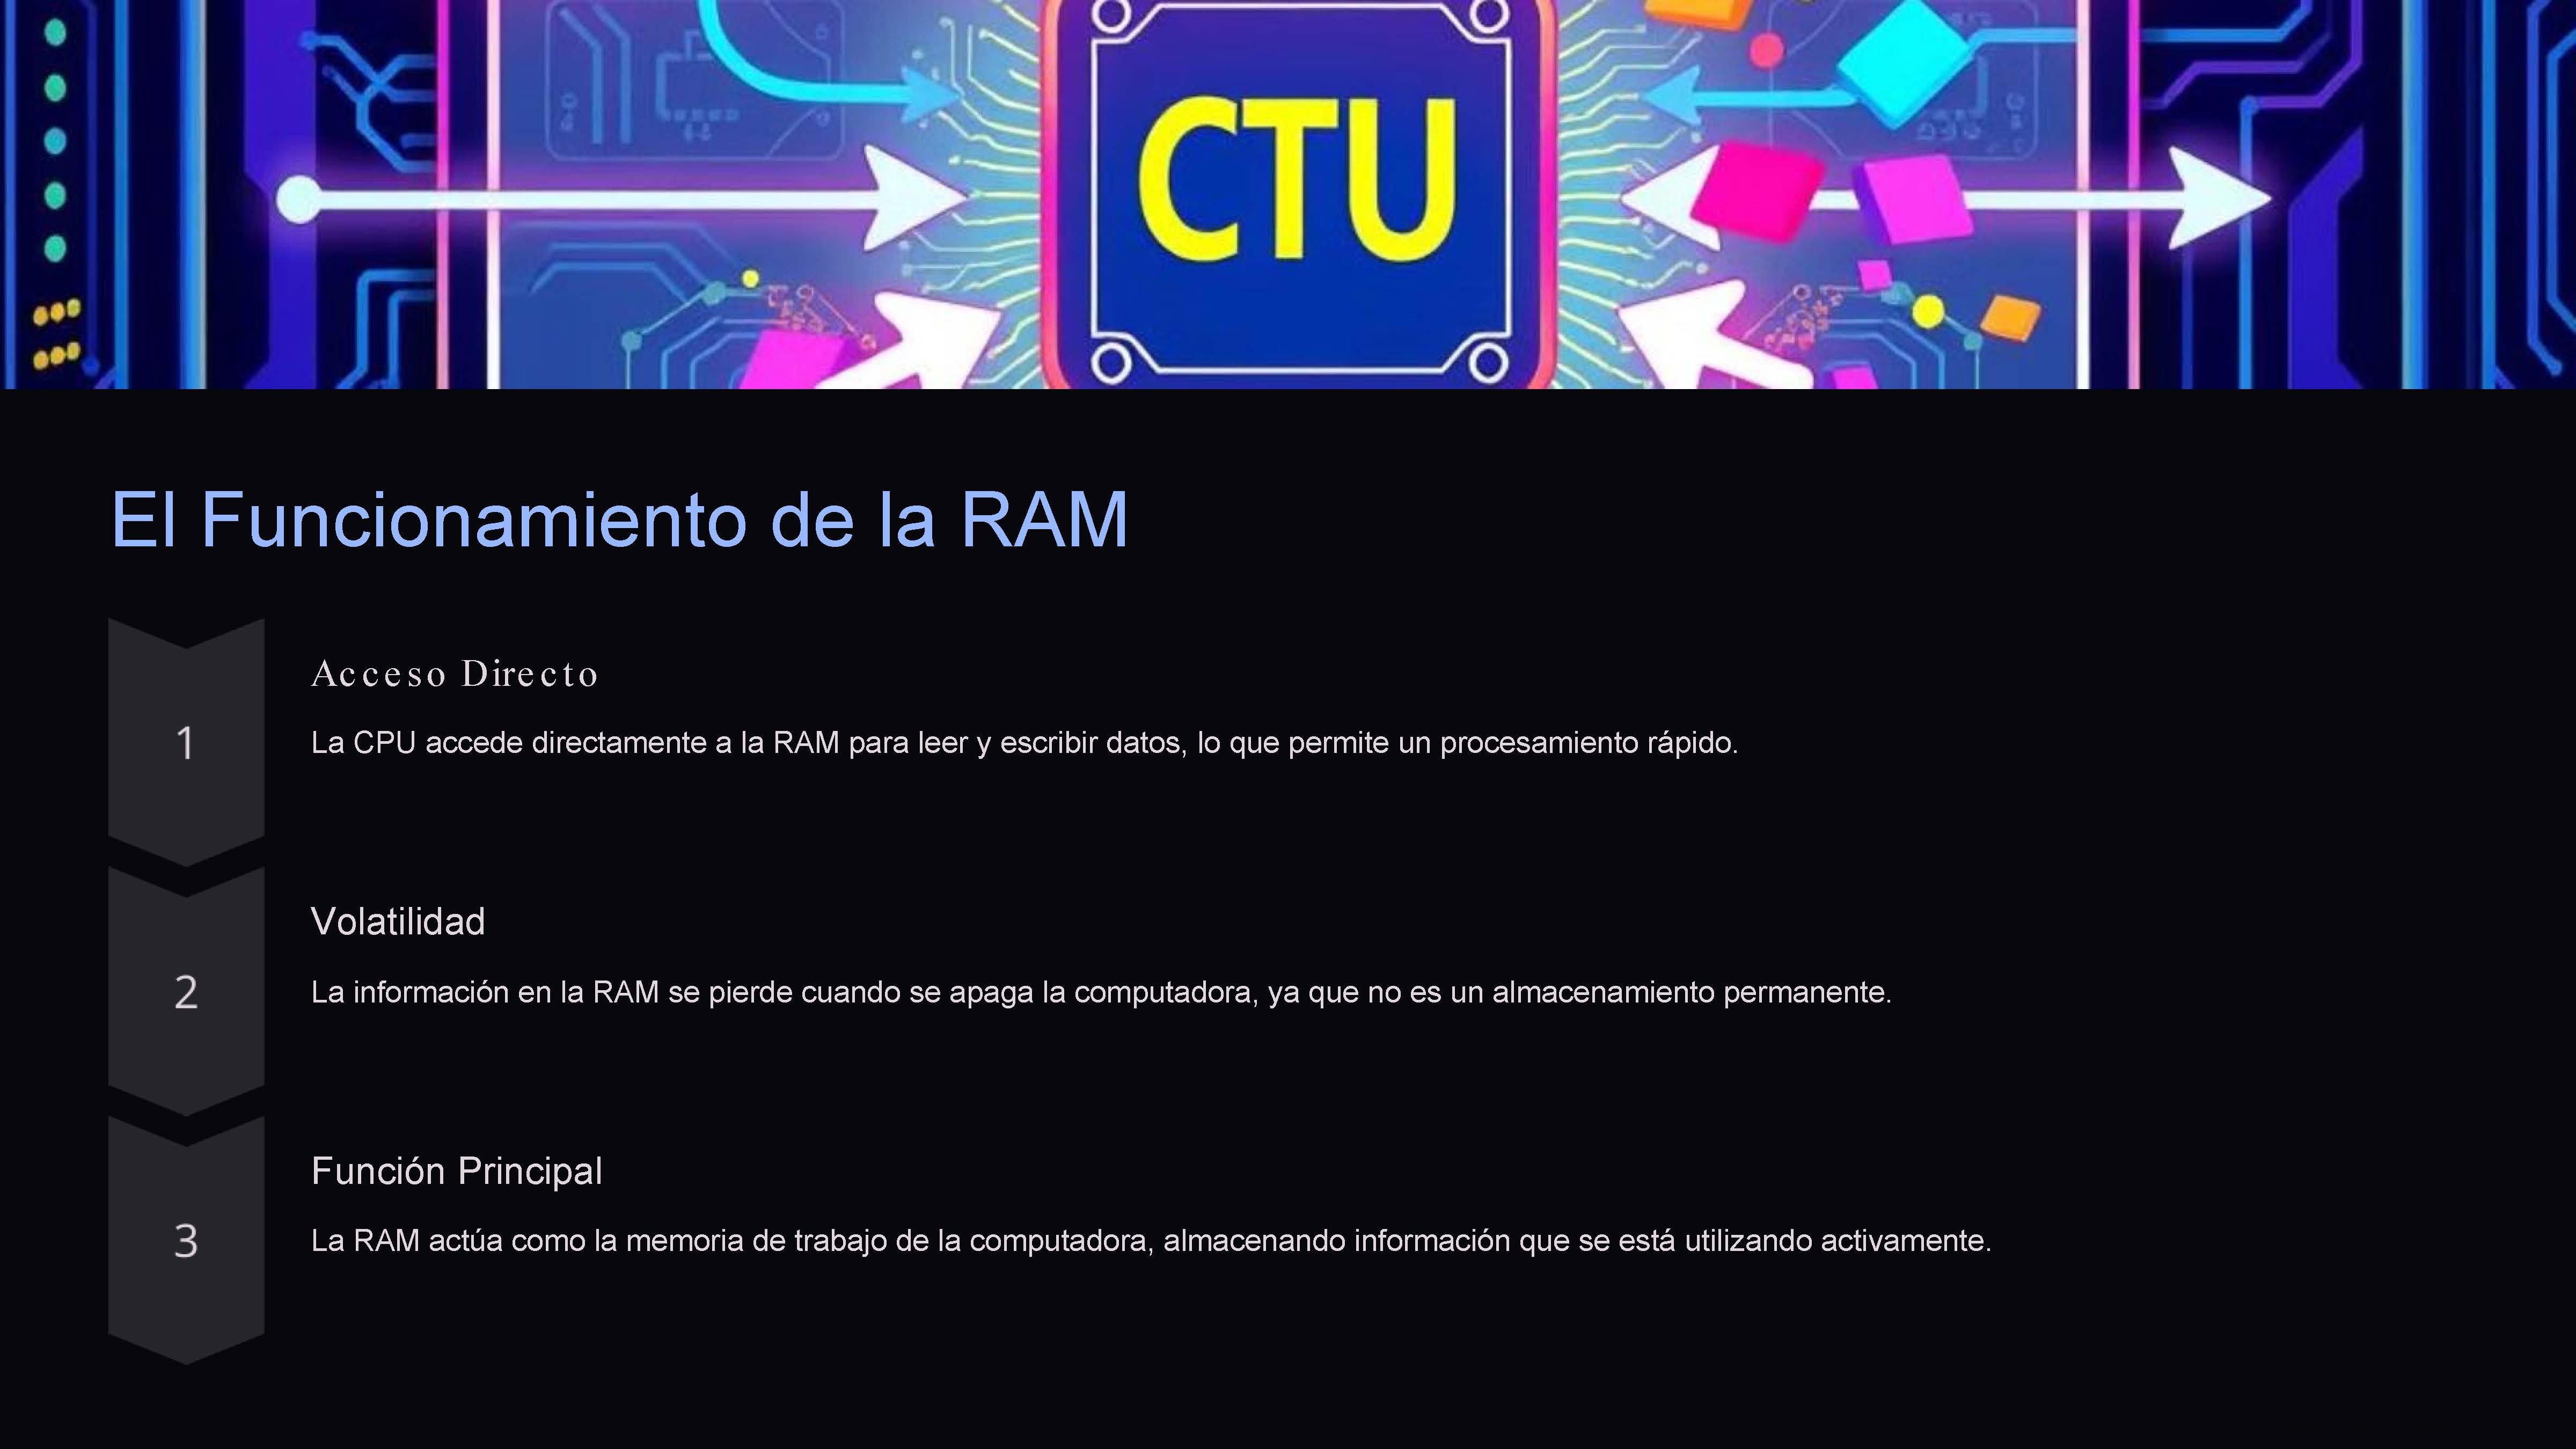 CTU
El Funcionamiento de la RAM
1
Acceso Directo
La CPU accede directamente a la RAM para leer y escribir datos, lo que permite un procesamiento rápido.
2
Volatilidad
La información en la RAM se pierde cuando se apaga la computadora, ya que no es un almacenamiento permanente.
3
Función Principal
La RAM actúa como la memoria de trabajo de la computadora, almacenando información que se está utilizando activamente.